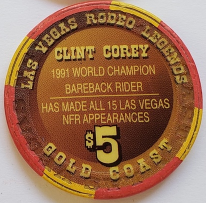 LAS VEGAS RODEO LEGENDS
CLINT COREY
1991 WORLD CHAMPION
BAREBACK RIDER
HAS MADE ALL 15 LAS VEGAS
NFR APPEARANCES
$5
GOLD COAST